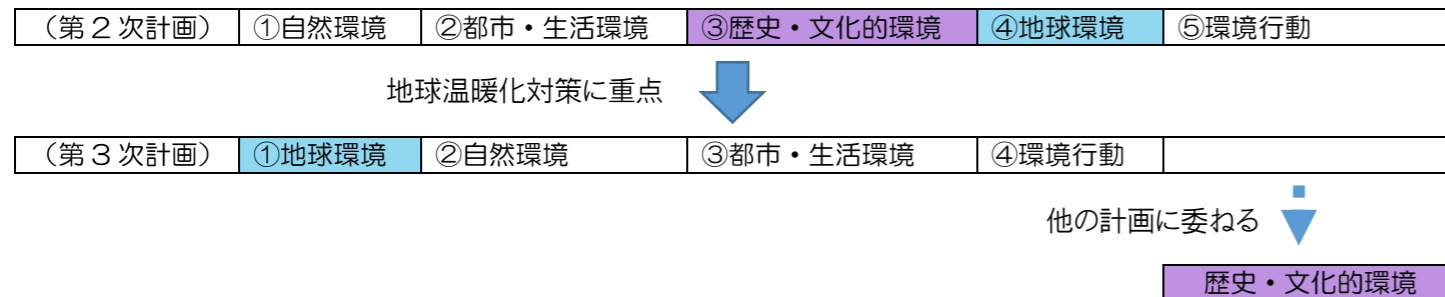 （第２次計画） ①自然環境 ②都市・生活環境 ③歴史・文化的環境 ④地球環境 ⑤環境行動
地球温暖化対策に重点
（第３次計画） ①地球環境 ②自然環境 ③都市・生活環境 ④環境行動
他の計画に委ねる
歴史・文化的環境